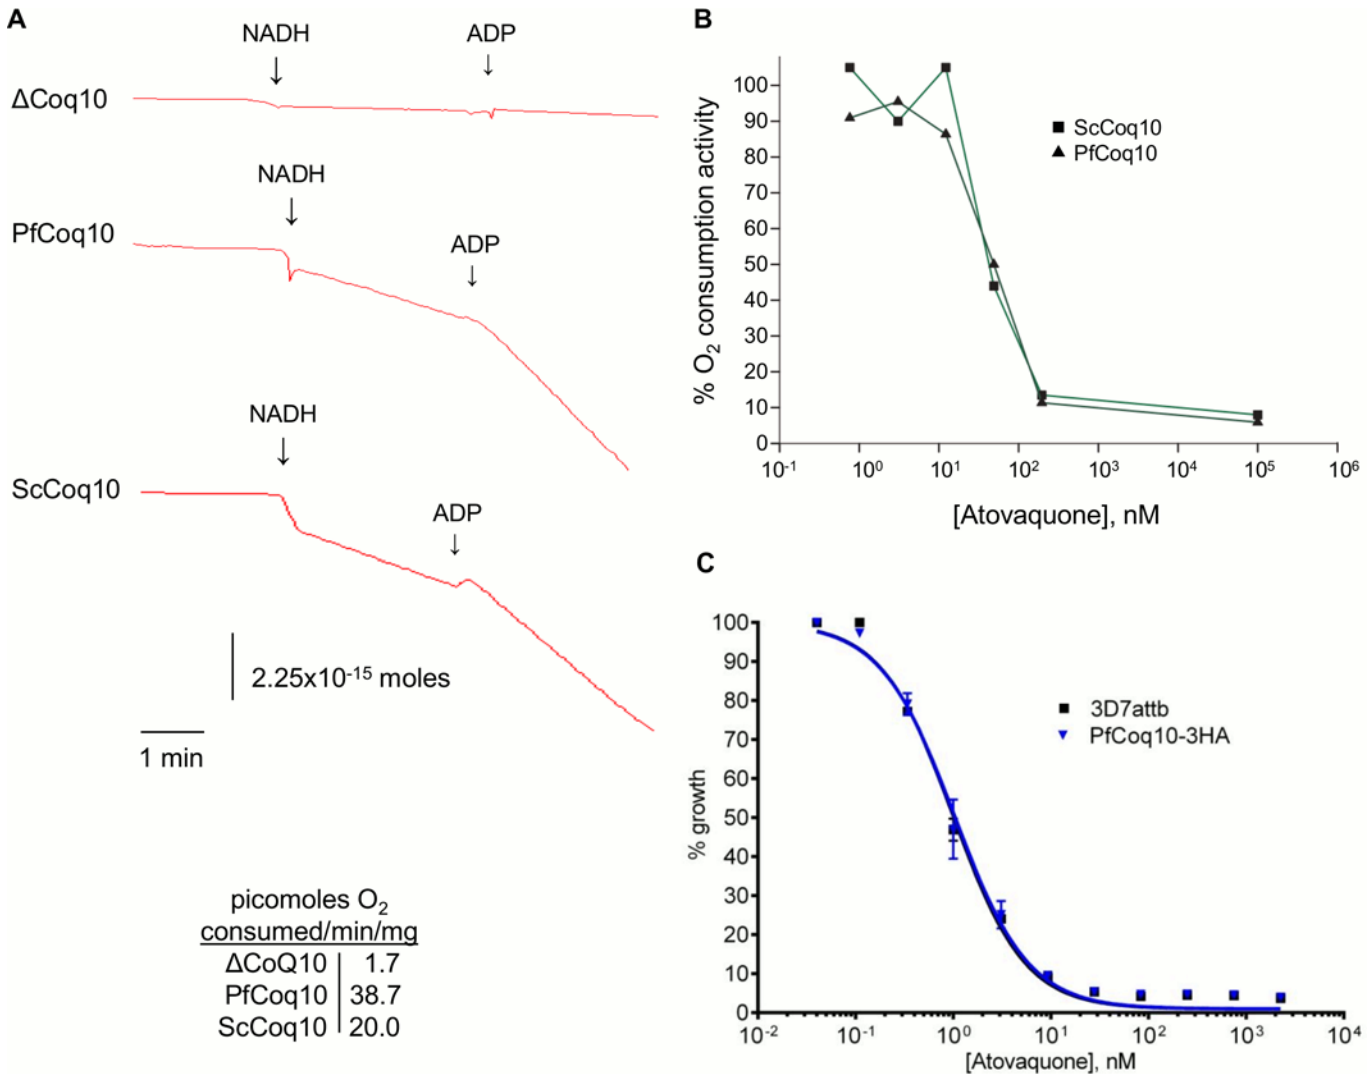 A
NADH
ADP
ΔCoq10
NADH
PfCoq10
ADP
NADH
ScCoq10
ADP
2.25x10⁻¹⁵ moles
1 min
picomoles O₂
consumed/min/mg
ΔCoQ10 1.7
PfCoq10 38.7
ScCoq10 20.0
B
% O₂ consumption activity
100
90
80
70
60
50
40
30
20
10
0
ScCoq10
PfCoq10
10⁻¹ 10⁰ 10¹ 10² 10³ 10⁴ 10⁵ 10⁶
[Atovaquone], nM
C
% growth
100
90
80
70
60
50
40
30
20
10
0
3D7attb
PfCoq10-3HA
10⁻² 10⁻¹ 10⁰ 10¹ 10² 10³ 10⁴
[Atovaquone], nM